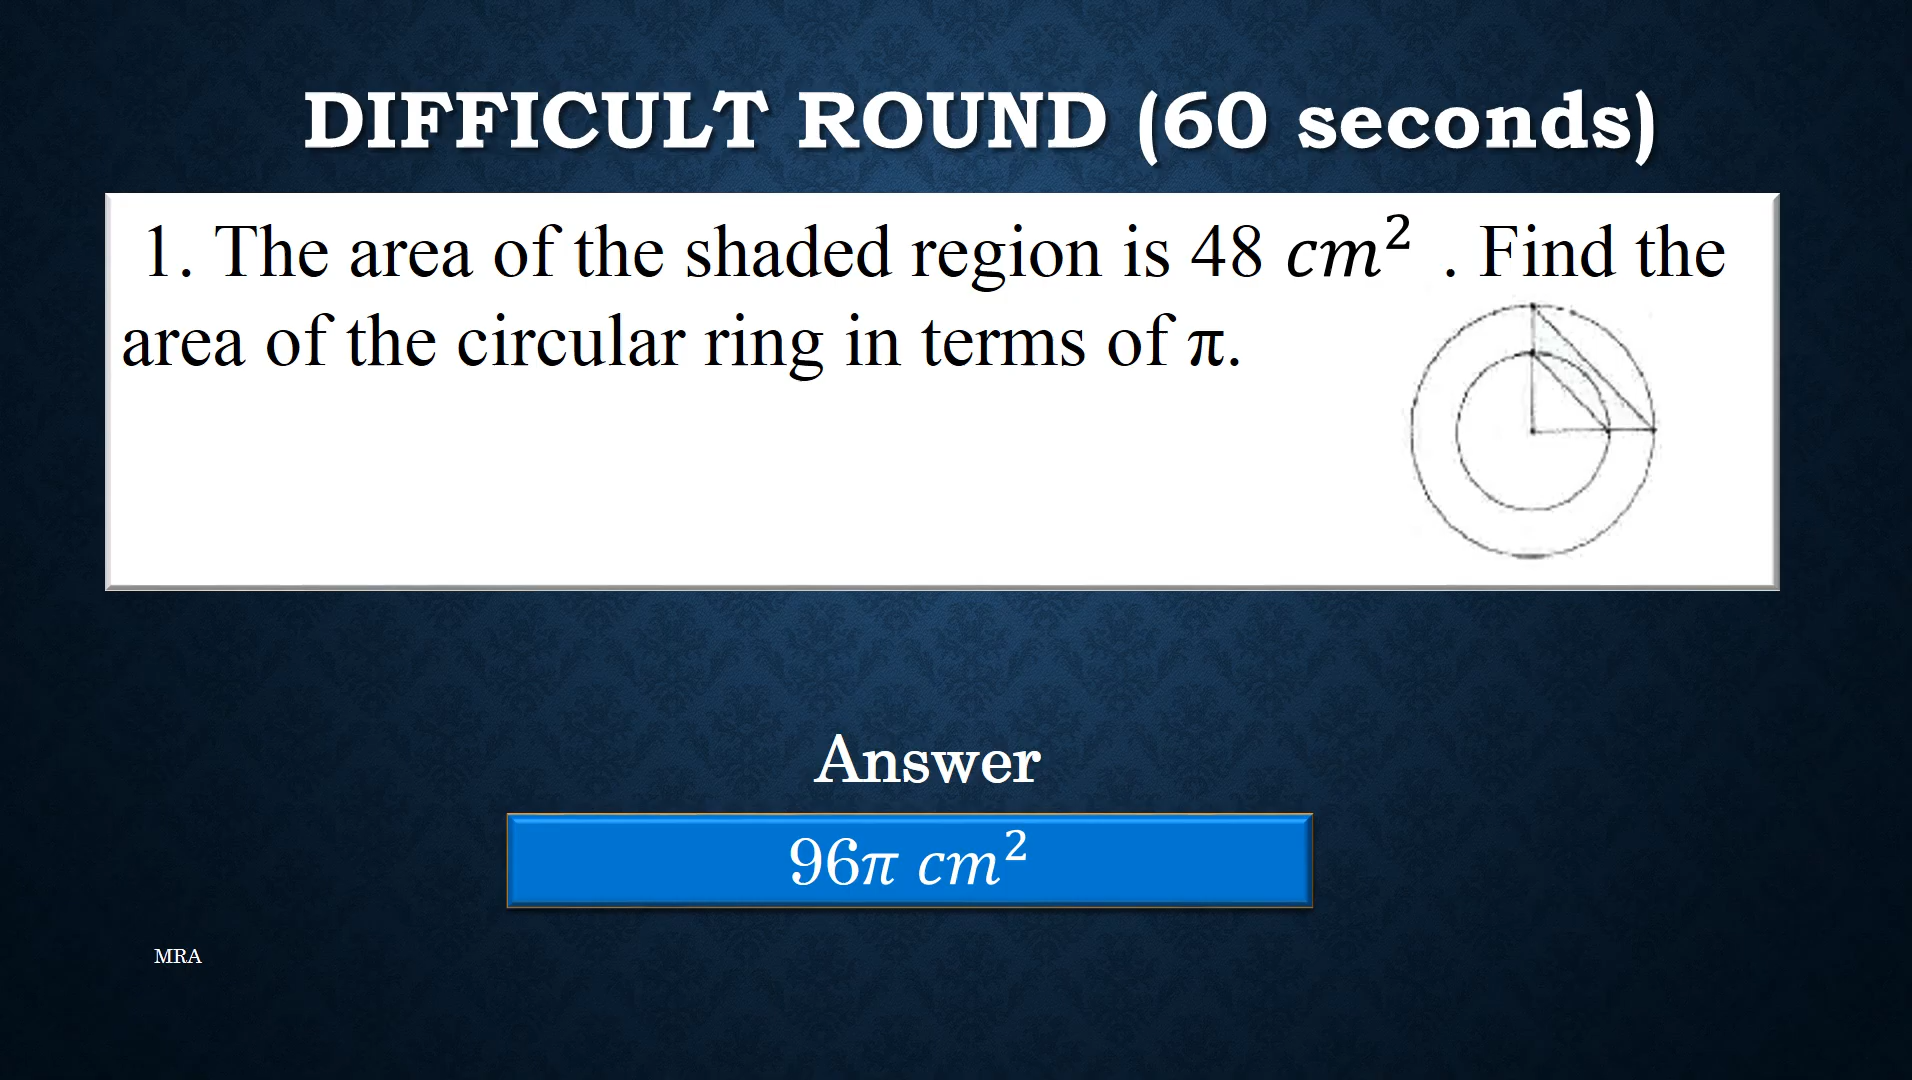 DIFFICULT ROUND (60 seconds)
1. The area of the shaded region is 48 cm² . Find the
area of the circular ring in terms of π.
Answer
96π cm²
MRA